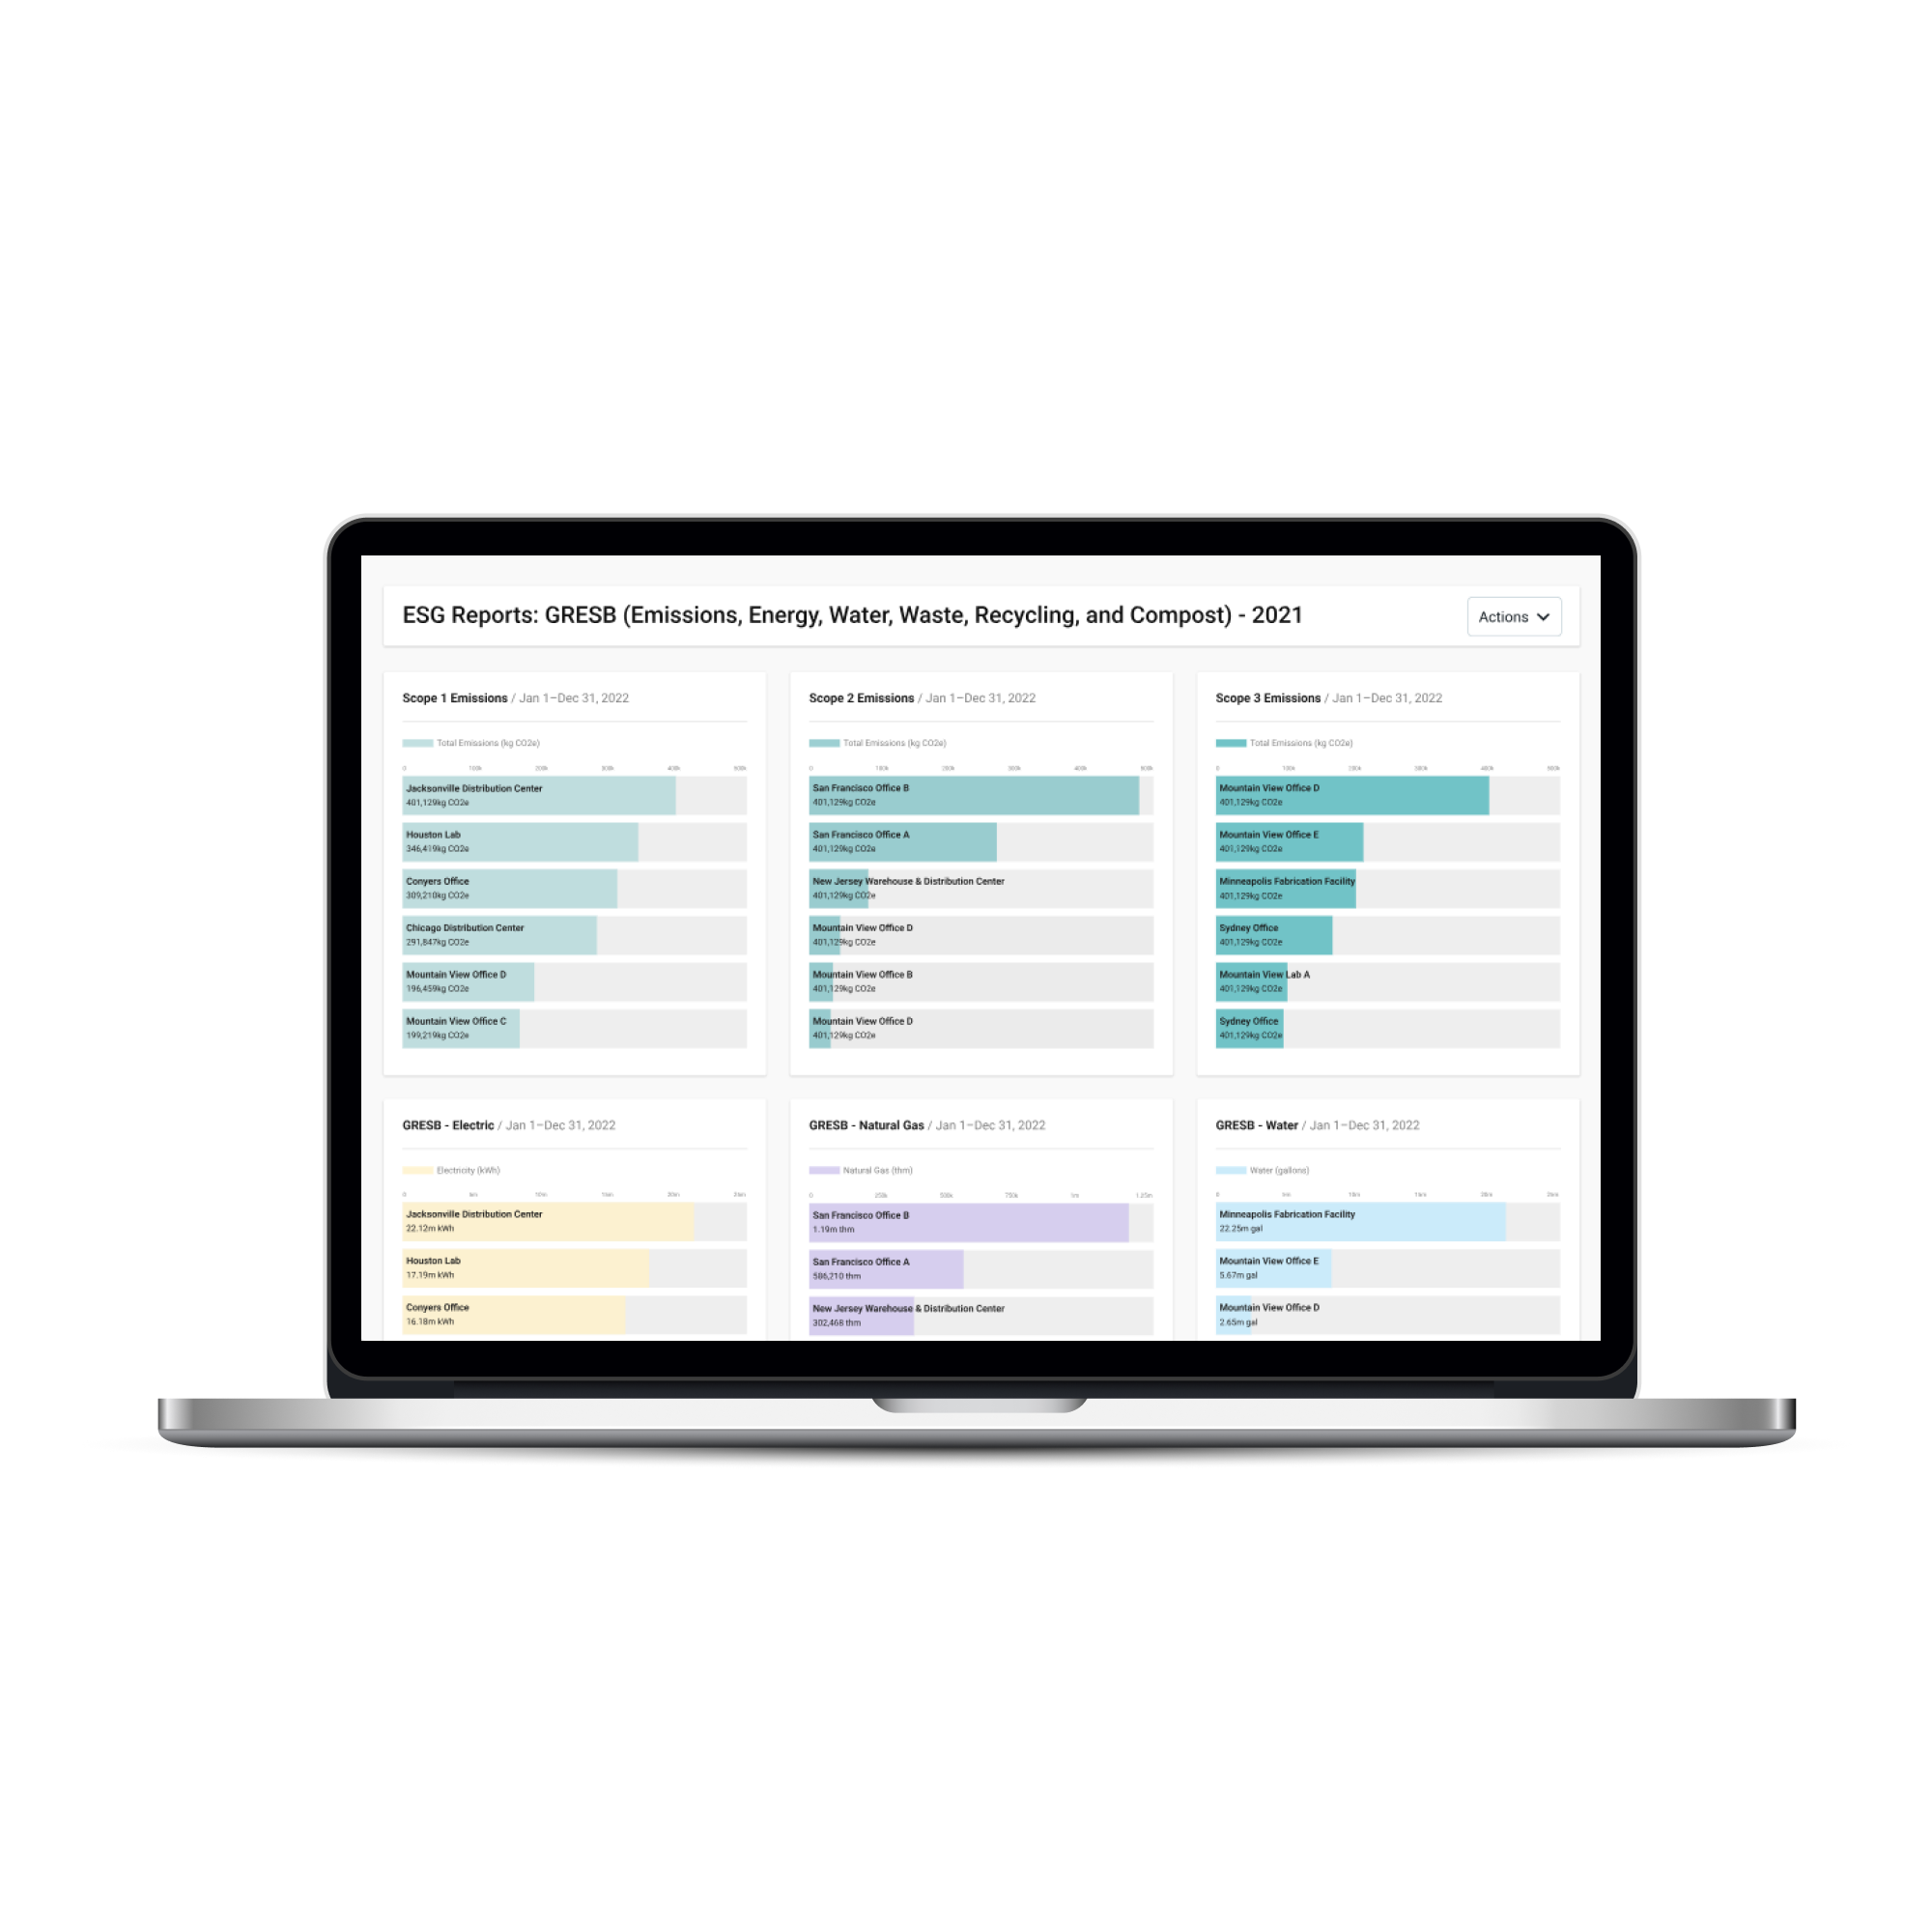 ESG Reports: GRESB (Emissions, Energy, Water, Waste, Recycling, and Compost) - 2021
Actions
Scope 1 Emissions / Jan 1–Dec 31, 2022
Total Emissions (kg CO2e)
0 100k 200k 300k 400k 500k
Jacksonville Distribution Center
401,129kg CO2e
Houston Lab
346,419kg CO2e
Conyers Office
309,210kg CO2e
Chicago Distribution Center
291,847kg CO2e
Mountain View Office D
196,459kg CO2e
Mountain View Office C
199,219kg CO2e
Scope 2 Emissions / Jan 1–Dec 31, 2022
Total Emissions (kg CO2e)
0 100k 200k 300k 400k 500k
San Francisco Office B
401,129kg CO2e
San Francisco Office A
401,129kg CO2e
New Jersey Warehouse & Distribution Center
401,129kg CO2e
Mountain View Office D
401,129kg CO2e
Mountain View Office B
401,129kg CO2e
Mountain View Office D
401,129kg CO2e
Scope 3 Emissions / Jan 1–Dec 31, 2022
Total Emissions (kg CO2e)
0 100k 200k 300k 400k 500k
Mountain View Office D
401,129kg CO2e
Mountain View Office E
401,129kg CO2e
Minneapolis Fabrication Facility
401,129kg CO2e
Sydney Office
401,129kg CO2e
Mountain View Lab A
401,129kg CO2e
Sydney Office
401,129kg CO2e
GRESB - Electric / Jan 1–Dec 31, 2022
Electricity (kWh)
0 5m 10m 15m 20m 25m
Jacksonville Distribution Center
22.12m kWh
Houston Lab
17.19m kWh
Conyers Office
16.18m kWh
GRESB - Natural Gas / Jan 1–Dec 31, 2022
Natural Gas (thm)
0 250k 500k 750k 1m 1.25m
San Francisco Office B
1.19m thm
San Francisco Office A
586,210 thm
New Jersey Warehouse & Distribution Center
302,468 thm
GRESB - Water / Jan 1–Dec 31, 2022
Water (gallons)
0 5m 10m 15m 20m 25m
Minneapolis Fabrication Facility
22.25m gal
Mountain View Office E
5.67m gal
Mountain View Office D
2.65m gal